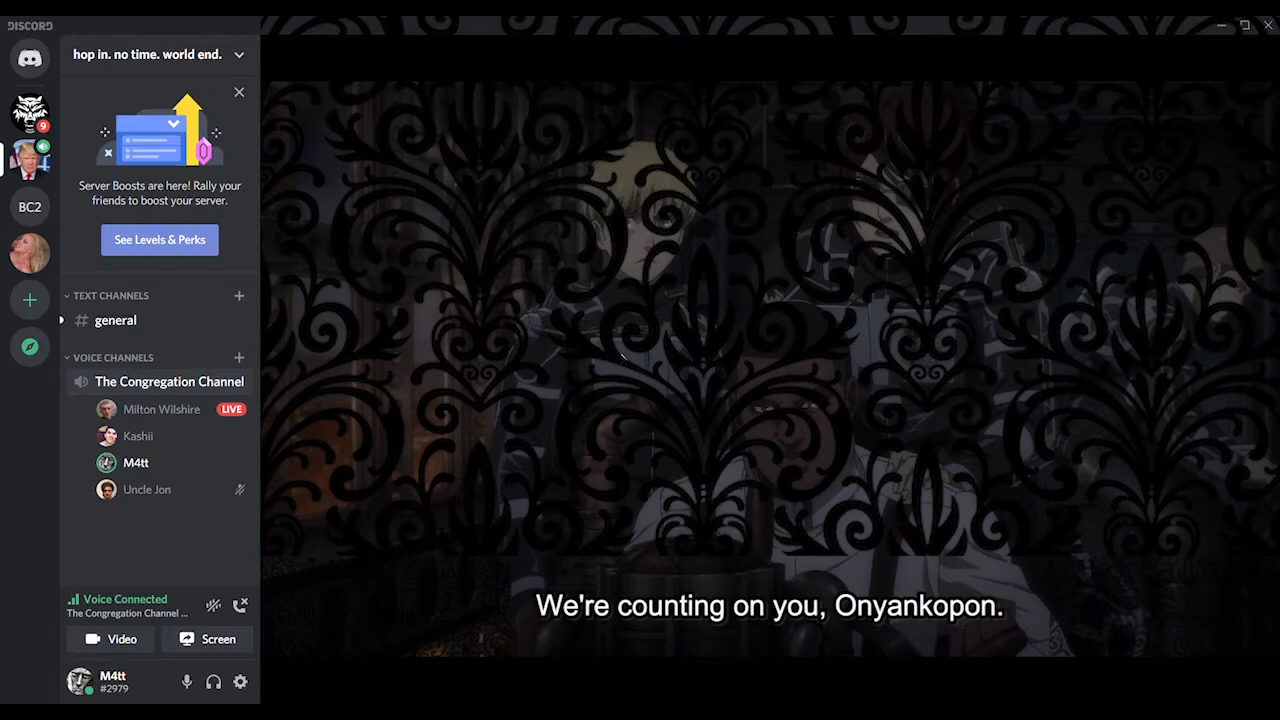 DISCORD
hop in. no time. world end.
9
Server Boosts are here! Rally your
friends to boost your server.
See Levels & Perks
BC2
TEXT CHANNELS
# general
VOICE CHANNELS
The Congregation Channel
Milton Wilshire LIVE
Kashii
M4tt
Uncle Jon
Voice Connected
The Congregation Channel ...
Video Screen
M4tt
#2979
We're counting on you, Onyankopon.